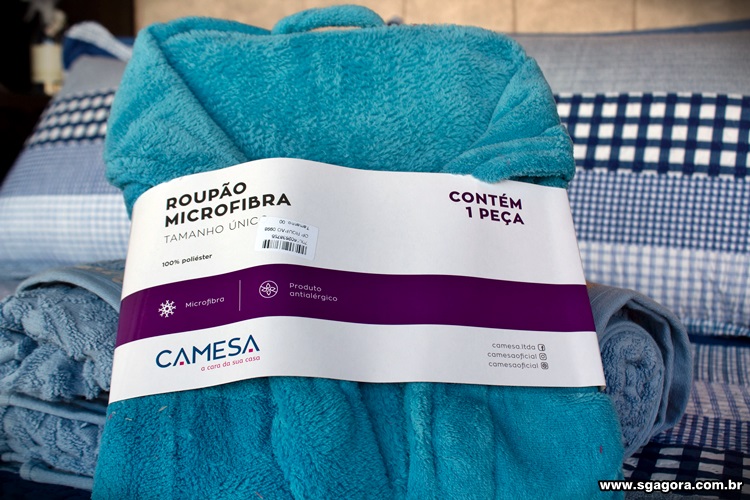 ROUPÃO
MICROFIBRA
TAMANHO ÚNICO
100% poliéster
CONTÉM
1 PEÇA
Microfibra
Produto
antialérgico
CAMESA
a cara da sua casa
camesa.ltda
camesaoficial
camesaoficial
www.sgagora.com.br